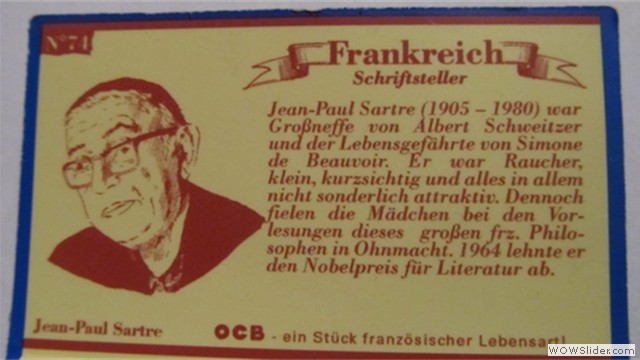 N° 74
Frankreich
Schriftsteller
Jean-Paul Sartre (1905 – 1980) war
Großneffe von Albert Schweitzer
und der Lebensgefährte von Simone
de Beauvoir. Er war Raucher,
klein, kurzsichtig und alles in allem
nicht sonderlich attraktiv. Dennoch
fielen die Mädchen bei den Vor-
lesungen dieses großen frz. Philo-
sophen in Ohnmacht. 1964 lehnte er
den Nobelpreis für Literatur ab.
Jean-Paul Sartre
OCB - ein Stück französischer Lebensart!
WOWSlider.com